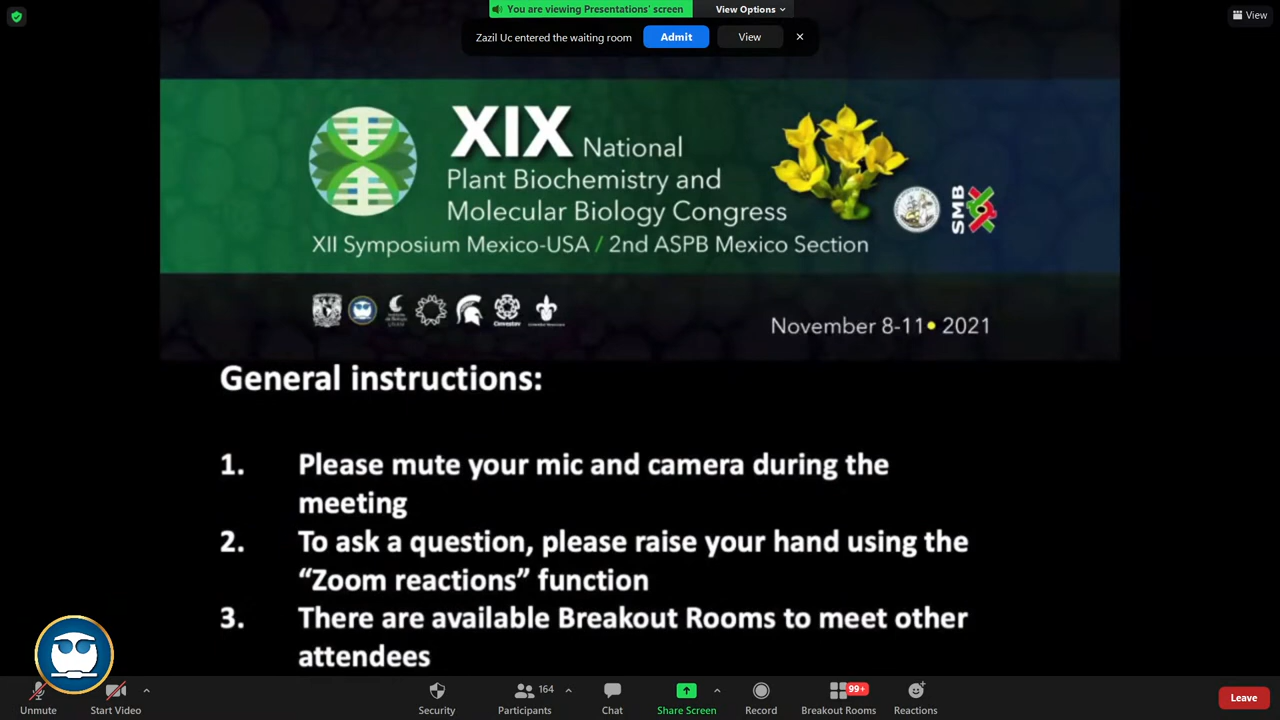 You are viewing Presentations' screen
View Options
View
Zazil Uc entered the waiting room
Admit
View
XIX National
Plant Biochemistry and
Molecular Biology Congress
XII Symposium Mexico-USA / 2nd ASPB Mexico Section
SMB
November 8-11• 2021
General instructions:
1. Please mute your mic and camera during the
meeting
2. To ask a question, please raise your hand using the
“Zoom reactions” function
3. There are available Breakout Rooms to meet other
attendees
164
99+
Unmute
Start Video
Security
Participants
Chat
Share Screen
Record
Breakout Rooms
Reactions
Leave